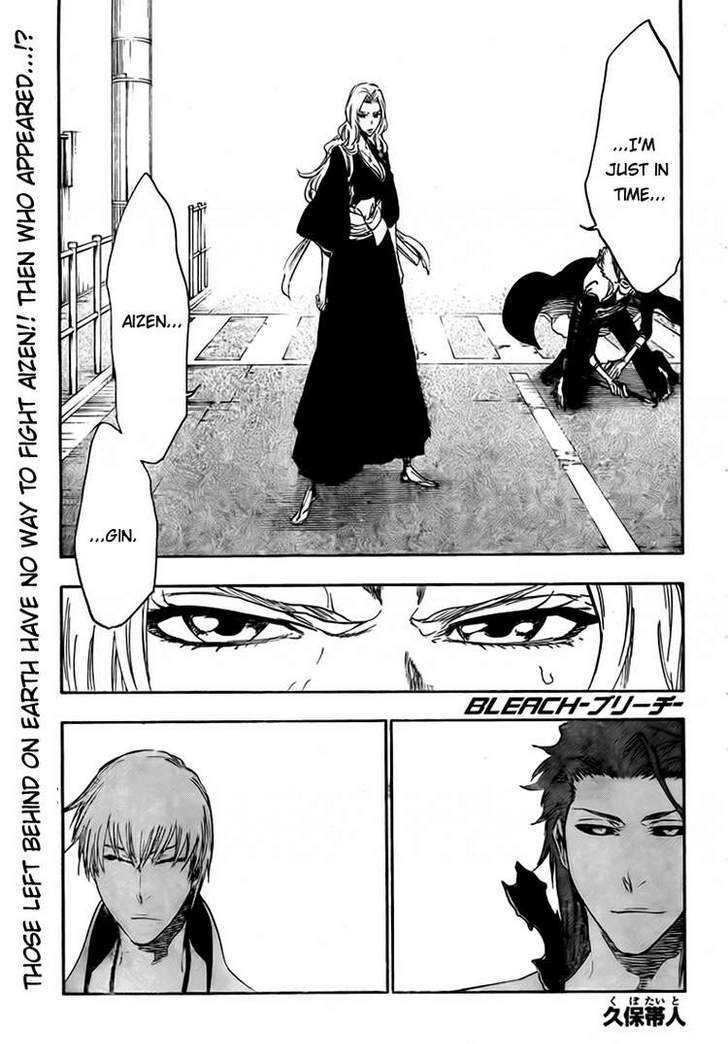 ...I'M
JUST IN
TIME...
AIZEN...
...GIN.
THOSE LEFT BEHIND ON EARTH HAVE NO WAY TO FIGHT AIZEN!! THEN WHO APPEARED...!?
BLEACH-ブリーチ-
くぼたいと
久保帯人